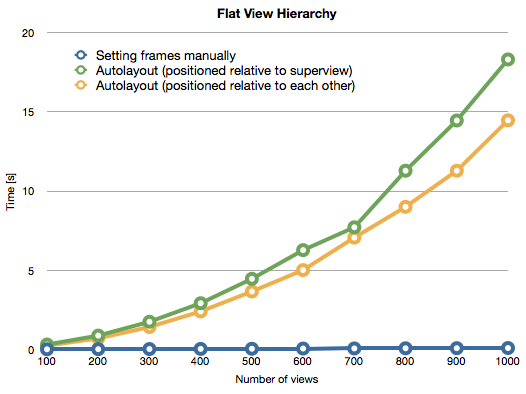 Flat View Hierarchy
20
Setting frames manually
Autolayout (positioned relative to superview)
Autolayout (positioned relative to each other)
15
Time [s]
10
5
0
100 200 300 400 500 600 700 800 900 1000
Number of views